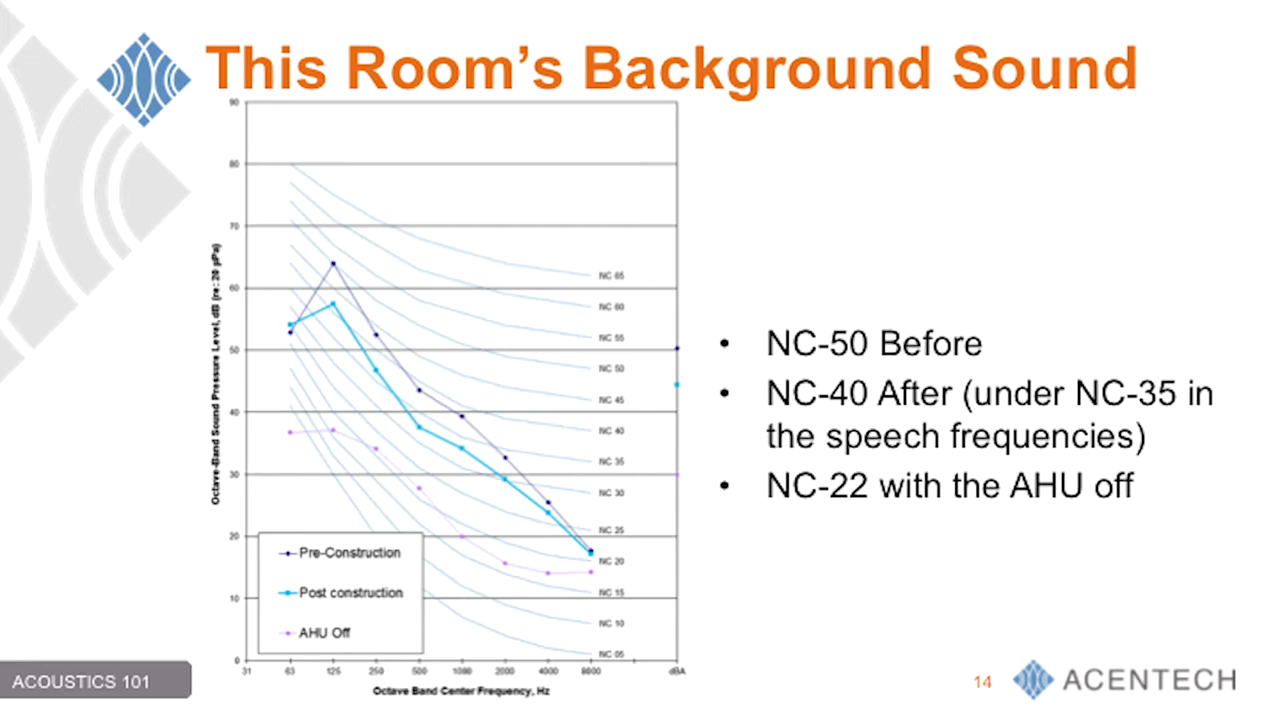 This Room's Background Sound
90
80
70
60
50
40
30
20
10
0
Octave-Band Sound Pressure Level, dB (re: 20 µPa)
NC 65
NC 60
NC 55
NC 50
NC 45
NC 40
NC 35
NC 30
NC 25
NC 20
NC 15
NC 10
NC 05
Pre-Construction
Post construction
AHU Off
31 63 125 250 500 1000 2000 4000 8000 dBA
Octave Band Center Frequency, Hz
• NC-50 Before
• NC-40 After (under NC-35 in
the speech frequencies)
• NC-22 with the AHU off
ACOUSTICS 101
14
ACENTECH